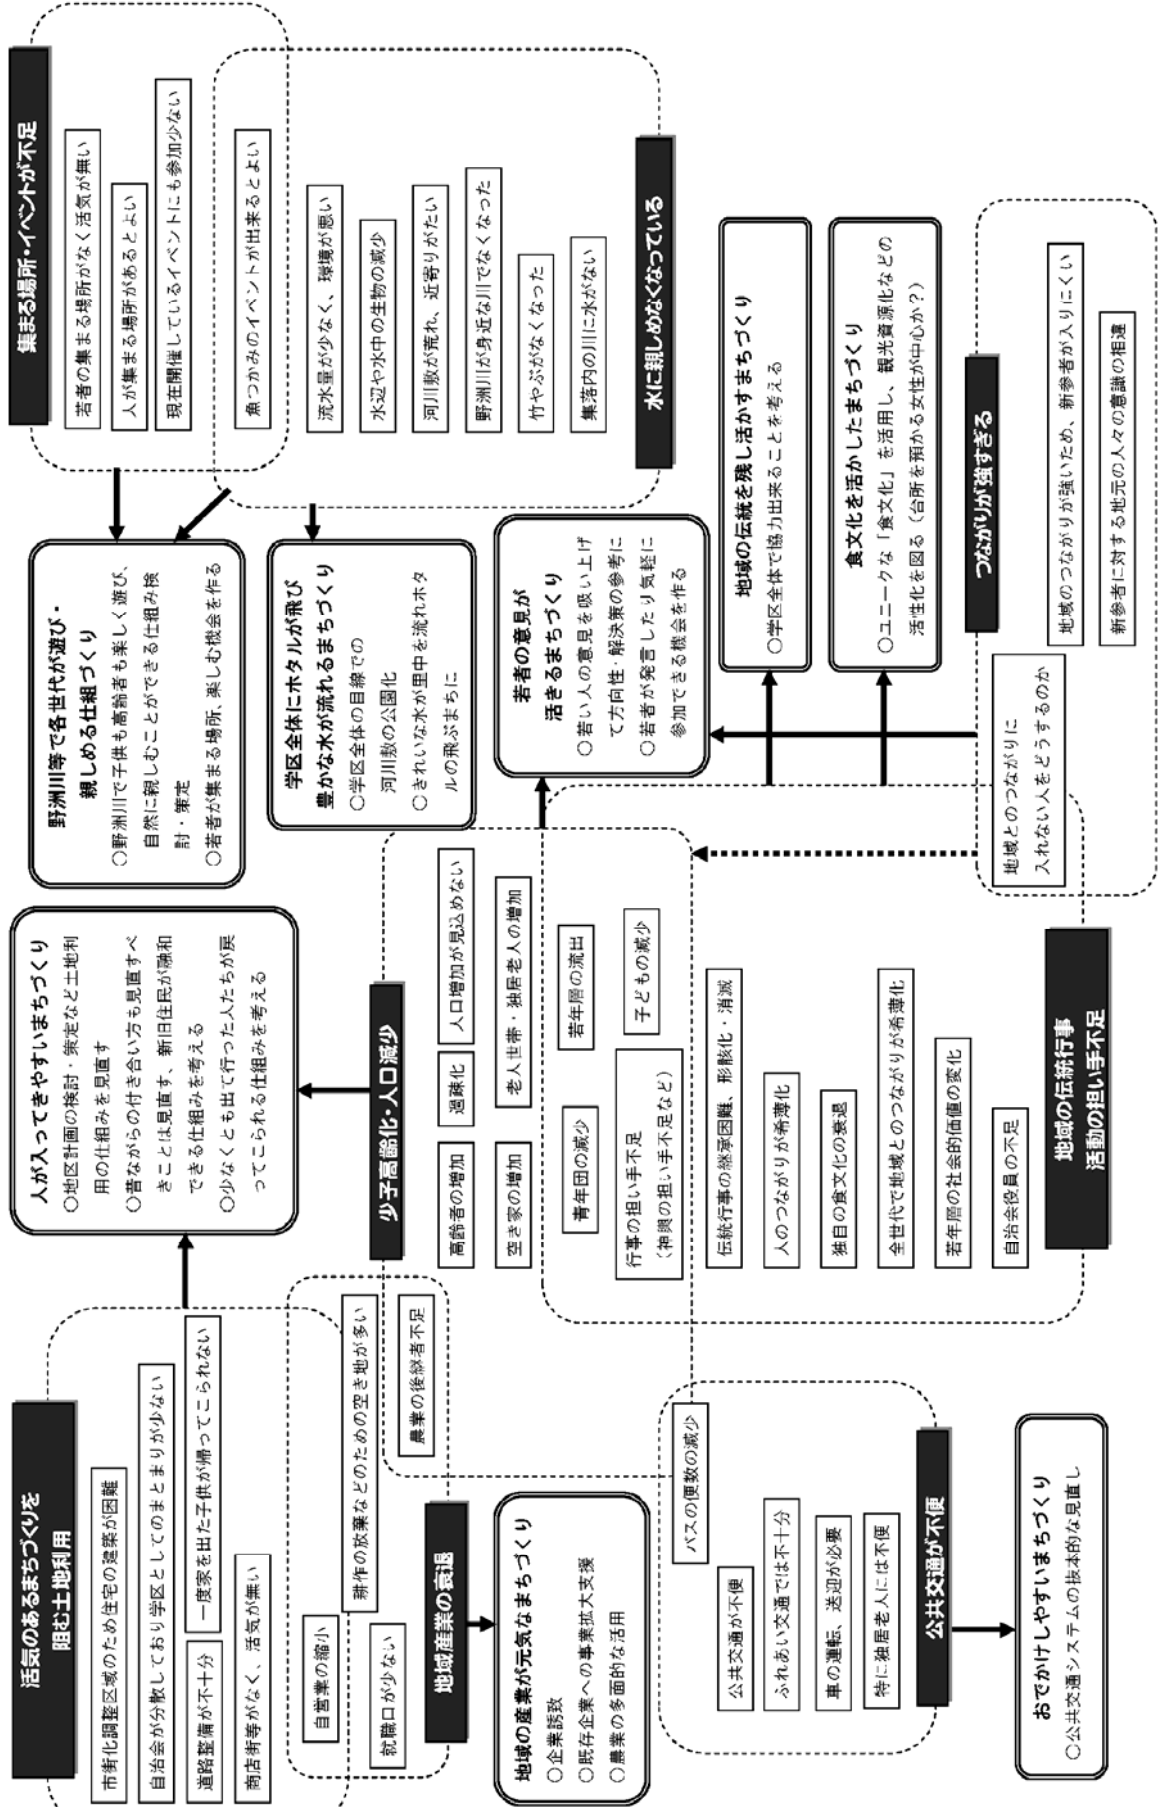 活気のあるまちづくりを
阻む土地利用
市街化調整区域のため住宅の建築が困難
自治会が分散しており学区としてのまとまりが少ない
道路整備が不十分
一度家を出た子供が帰ってこられない
商店街等がなく、活気が無い
人が入ってきやすいまちづくり
○地区計画の検討・策定など土地利
用の仕組みを見直す
○昔ながらの付き合い方も見直すべ
きことは見直す、新旧住民が融和
できる仕組みを考える
○少なくとも出て行った人たちが戻
ってこられる仕組みを考える
野洲川等で各世代が遊び・
親しめる仕組づくり
○野洲川で子供も高齢者も楽しく遊び、
自然に親しむことができる仕組み検
討・策定
○若者が集まる場所、楽しむ機会を作る
集まる場所・イベントが不足
若者の集まる場所がなく活気が無い
人が集まる場所があるとよい
現在開催しているイベントにも参加少ない
魚つかみのイベントが出来るとよい
流水量が少なく、環境が悪い
水辺や水中の生物の減少
河川敷が荒れ、近寄りがたい
野洲川が身近な川でなくなった
竹やぶがなくなった
集落内の川に水がない
水に親しめなくなっている
学区全体にホタルが飛び
豊かな水が流れるまちづくり
○学区全体の目線での
河川敷の公園化
○きれいな水が里中を流れホタ
ルの飛ぶまちに
自営業の縮小
耕作の放棄などのための空き地が多い
就職口が少ない
農業の後継者不足
地域産業の衰退
地域の産業が元気なまちづくり
○企業誘致
○既存企業への事業拡大支援
○農業の多面的な活用
少子高齢化・人口減少
高齢者の増加
過疎化
人口増加が見込めない
空き家の増加
老人世帯・独居老人の増加
青年団の減少
若年層の流出
行事の担い手不足
（神輿の担い手不足など）
子どもの減少
伝統行事の継承困難、形骸化・消滅
人のつながりが希薄化
独自の食文化の衰退
全世代で地域とのつながりが希薄化
若年層の社会的価値の変化
自治会役員の不足
地域の伝統行事
活動の担い手不足
若者の意見が
活きるまちづくり
○若い人の意見を吸い上げ
て方向性・解決策の参考に
○若者が発言したり気軽に
参加できる機会を作る
地域の伝統を残し活かすまちづくり
○学区全体で協力出来ることを考える
食文化を活かしたまちづくり
○ユニークな「食文化」を活用し、観光資源化などの
活性化を図る（台所を預かる女性が中心か？）
つながりが強すぎる
地域とのつながりに
入れない人をどうするのか
地域のつながりが強いため、新参者が入りにくい
新参者に対する地元の人々の意識の相違
バスの便数の減少
公共交通が不便
ふれあい交通では不十分
車の運転、送迎が必要
特に独居老人には不便
公共交通が不便
おでかけしやすいまちづくり
○公共交通システムの抜本的な見直し